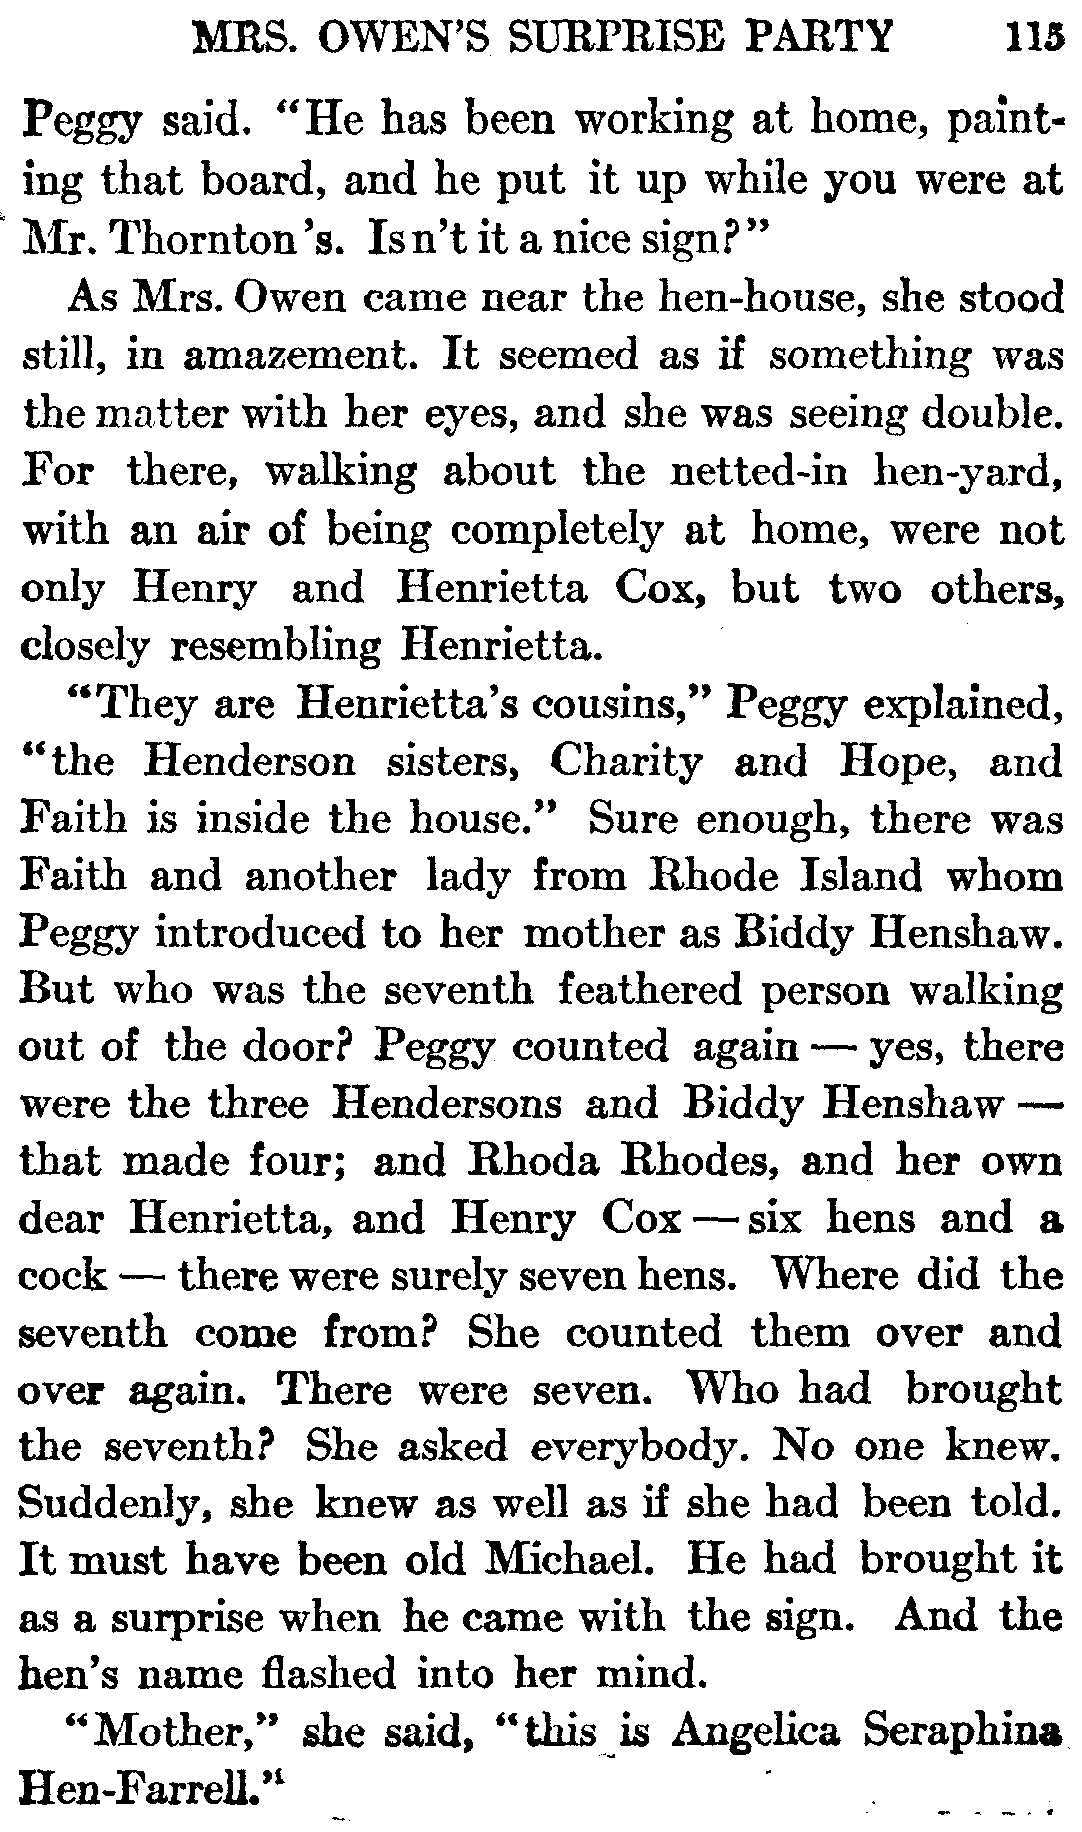 MRS. OWEN'S SURPRISE PARTY 115
Peggy said. "He has been working at home, paint-
ing that board, and he put it up while you were at
Mr. Thornton's. Isn't it a nice sign?"
As Mrs. Owen came near the hen-house, she stood
still, in amazement. It seemed as if something was
the matter with her eyes, and she was seeing double.
For there, walking about the netted-in hen-yard,
with an air of being completely at home, were not
only Henry and Henrietta Cox, but two others,
closely resembling Henrietta.
"They are Henrietta's cousins," Peggy explained,
"the Henderson sisters, Charity and Hope, and
Faith is inside the house." Sure enough, there was
Faith and another lady from Rhode Island whom
Peggy introduced to her mother as Biddy Henshaw.
But who was the seventh feathered person walking
out of the door? Peggy counted again — yes, there
were the three Hendersons and Biddy Henshaw —
that made four; and Rhoda Rhodes, and her own
dear Henrietta, and Henry Cox — six hens and a
cock — there were surely seven hens. Where did the
seventh come from? She counted them over and
over again. There were seven. Who had brought
the seventh? She asked everybody. No one knew.
Suddenly, she knew as well as if she had been told.
It must have been old Michael. He had brought it
as a surprise when he came with the sign. And the
hen's name flashed into her mind.
"Mother," she said, "this is Angelica Seraphina
Hen-Farrell."